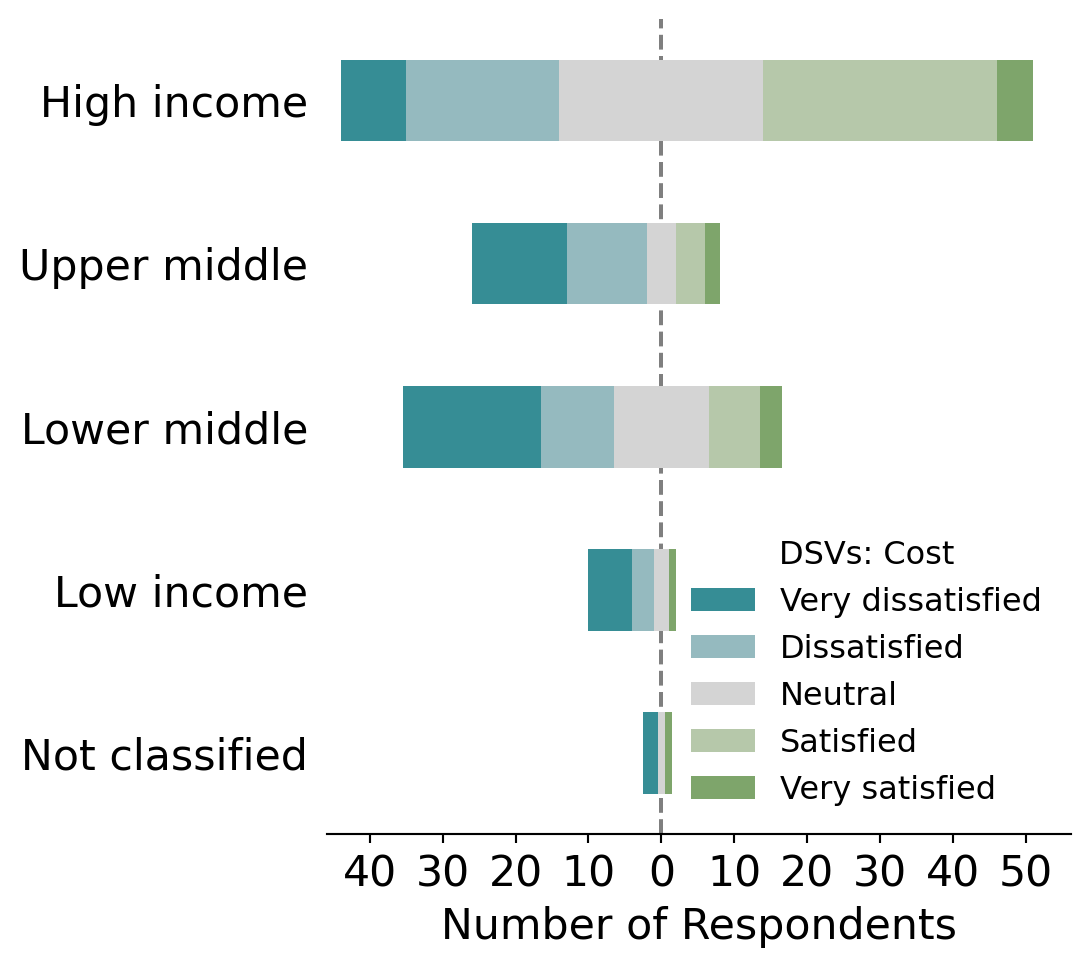 High income
Upper middle
Lower middle
Low income
Not classified
DSVs: Cost
Very dissatisfied
Dissatisfied
Neutral
Satisfied
Very satisfied
40 30 20 10 0 10 20 30 40 50
Number of Respondents